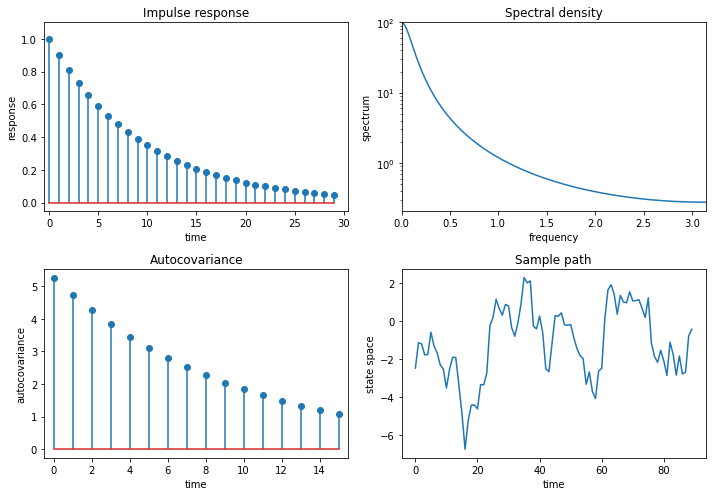 Impulse response
response
1.0
0.8
0.6
0.4
0.2
0.0
0 5 10 15 20 25 30
time
Spectral density
spectrum
10²
10¹
10⁰
0.0 0.5 1.0 1.5 2.0 2.5 3.0
frequency
Autocovariance
autocovariance
5
4
3
2
1
0
0 2 4 6 8 10 12 14
time
Sample path
state space
2
0
−2
−4
−6
0 20 40 60 80
time